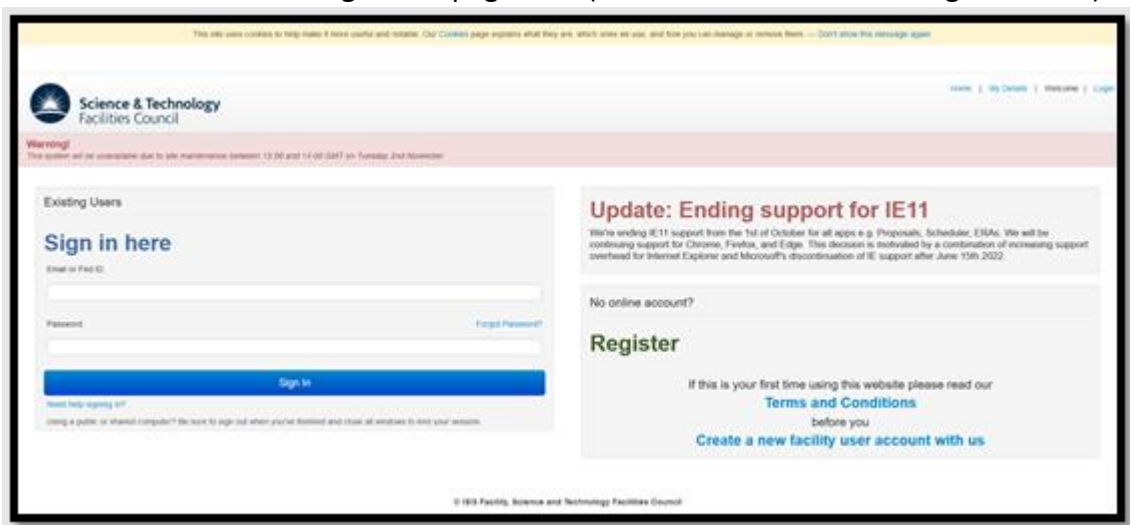 This site uses cookies to help make it more useful and reliable. Our Cookies page explains what they are, which ones we use, and how you can manage or remove them. — Don't show this message again
Home | My Details | Welcome | Login
Science & Technology
Facilities Council
Warning!
This system will be unavailable due to site maintenance between 13:00 and 14:00 GMT on Tuesday 2nd November
Existing Users
Sign in here
Email or Fed ID
Password
Forgot Password?
Sign In
Need help signing in?
Using a public or shared computer? Be sure to sign out when you've finished and close all windows to end your session.
Update: Ending support for IE11
We're ending IE11 support from the 1st of October for all apps e.g. Proposals, Scheduler, ERAs. We will be
continuing support for Chrome, Firefox, and Edge. This decision is motivated by a combination of increasing support
overhead for Internet Explorer and Microsoft's discontinuation of IE support after June 15th 2022.
No online account?
Register
If this is your first time using this website please read our
Terms and Conditions
before you
Create a new facility user account with us
© ISIS Facility, Science and Technology Facilities Council